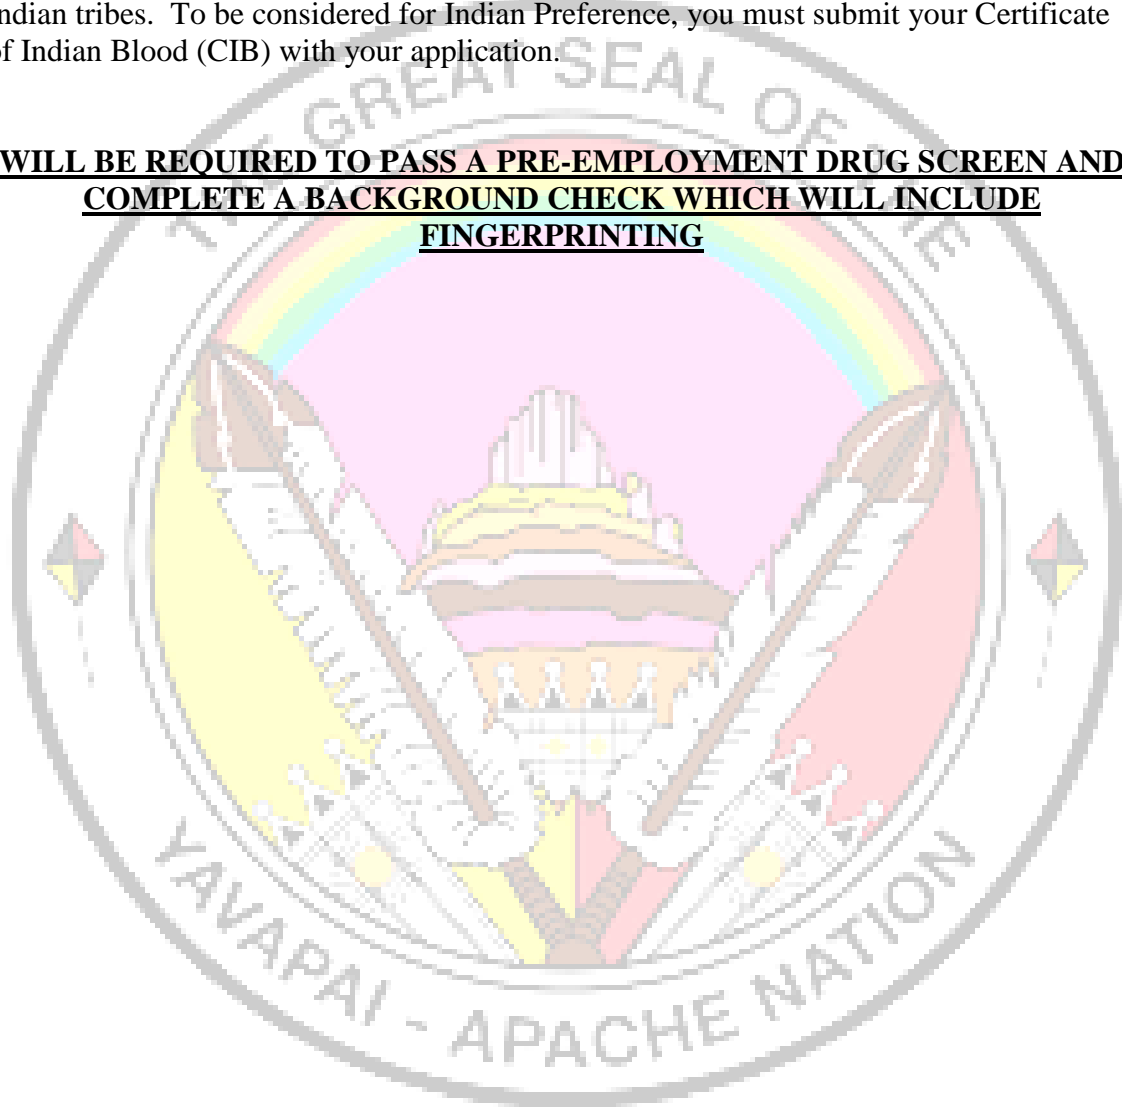 ndian tribes. To be considered for Indian Preference, you must submit your Certificate
of Indian Blood (CIB) with your application.
WILL BE REQUIRED TO PASS A PRE-EMPLOYMENT DRUG SCREEN AND
COMPLETE A BACKGROUND CHECK WHICH WILL INCLUDE
FINGERPRINTING
THE GREAT SEAL OF THE
YAVAPAI - APACHE NATION